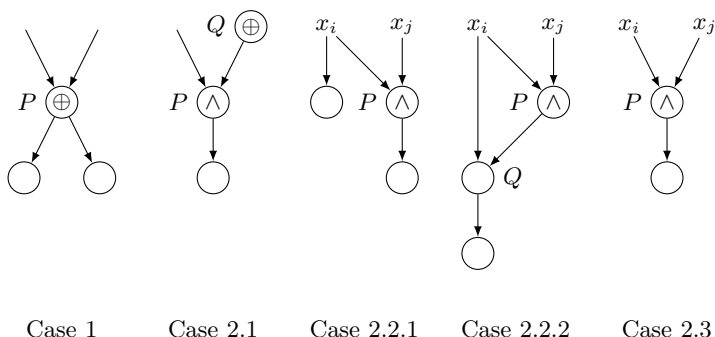 Q ⊕ x_i x_j x_i x_j x_i x_j
P ⊕ P ∧ P ∧ P ∧ P ∧
Q
Case 1 Case 2.1 Case 2.2.1 Case 2.2.2 Case 2.3